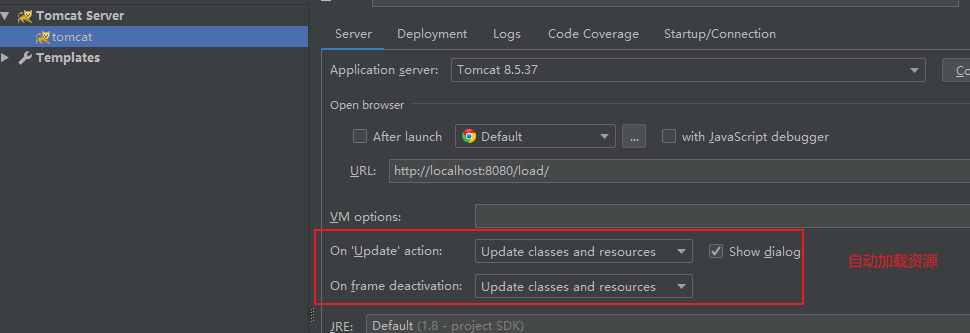 Tomcat Server
tomcat
Templates
Server Deployment Logs Code Coverage Startup/Connection
Application server: Tomcat 8.5.37
Open browser
After launch Default ... with JavaScript debugger
URL: http://localhost:8080/load/
VM options:
On 'Update' action: Update classes and resources Show dialog
自动加载资源
On frame deactivation: Update classes and resources
JRE: Default (1.8 - project SDK)